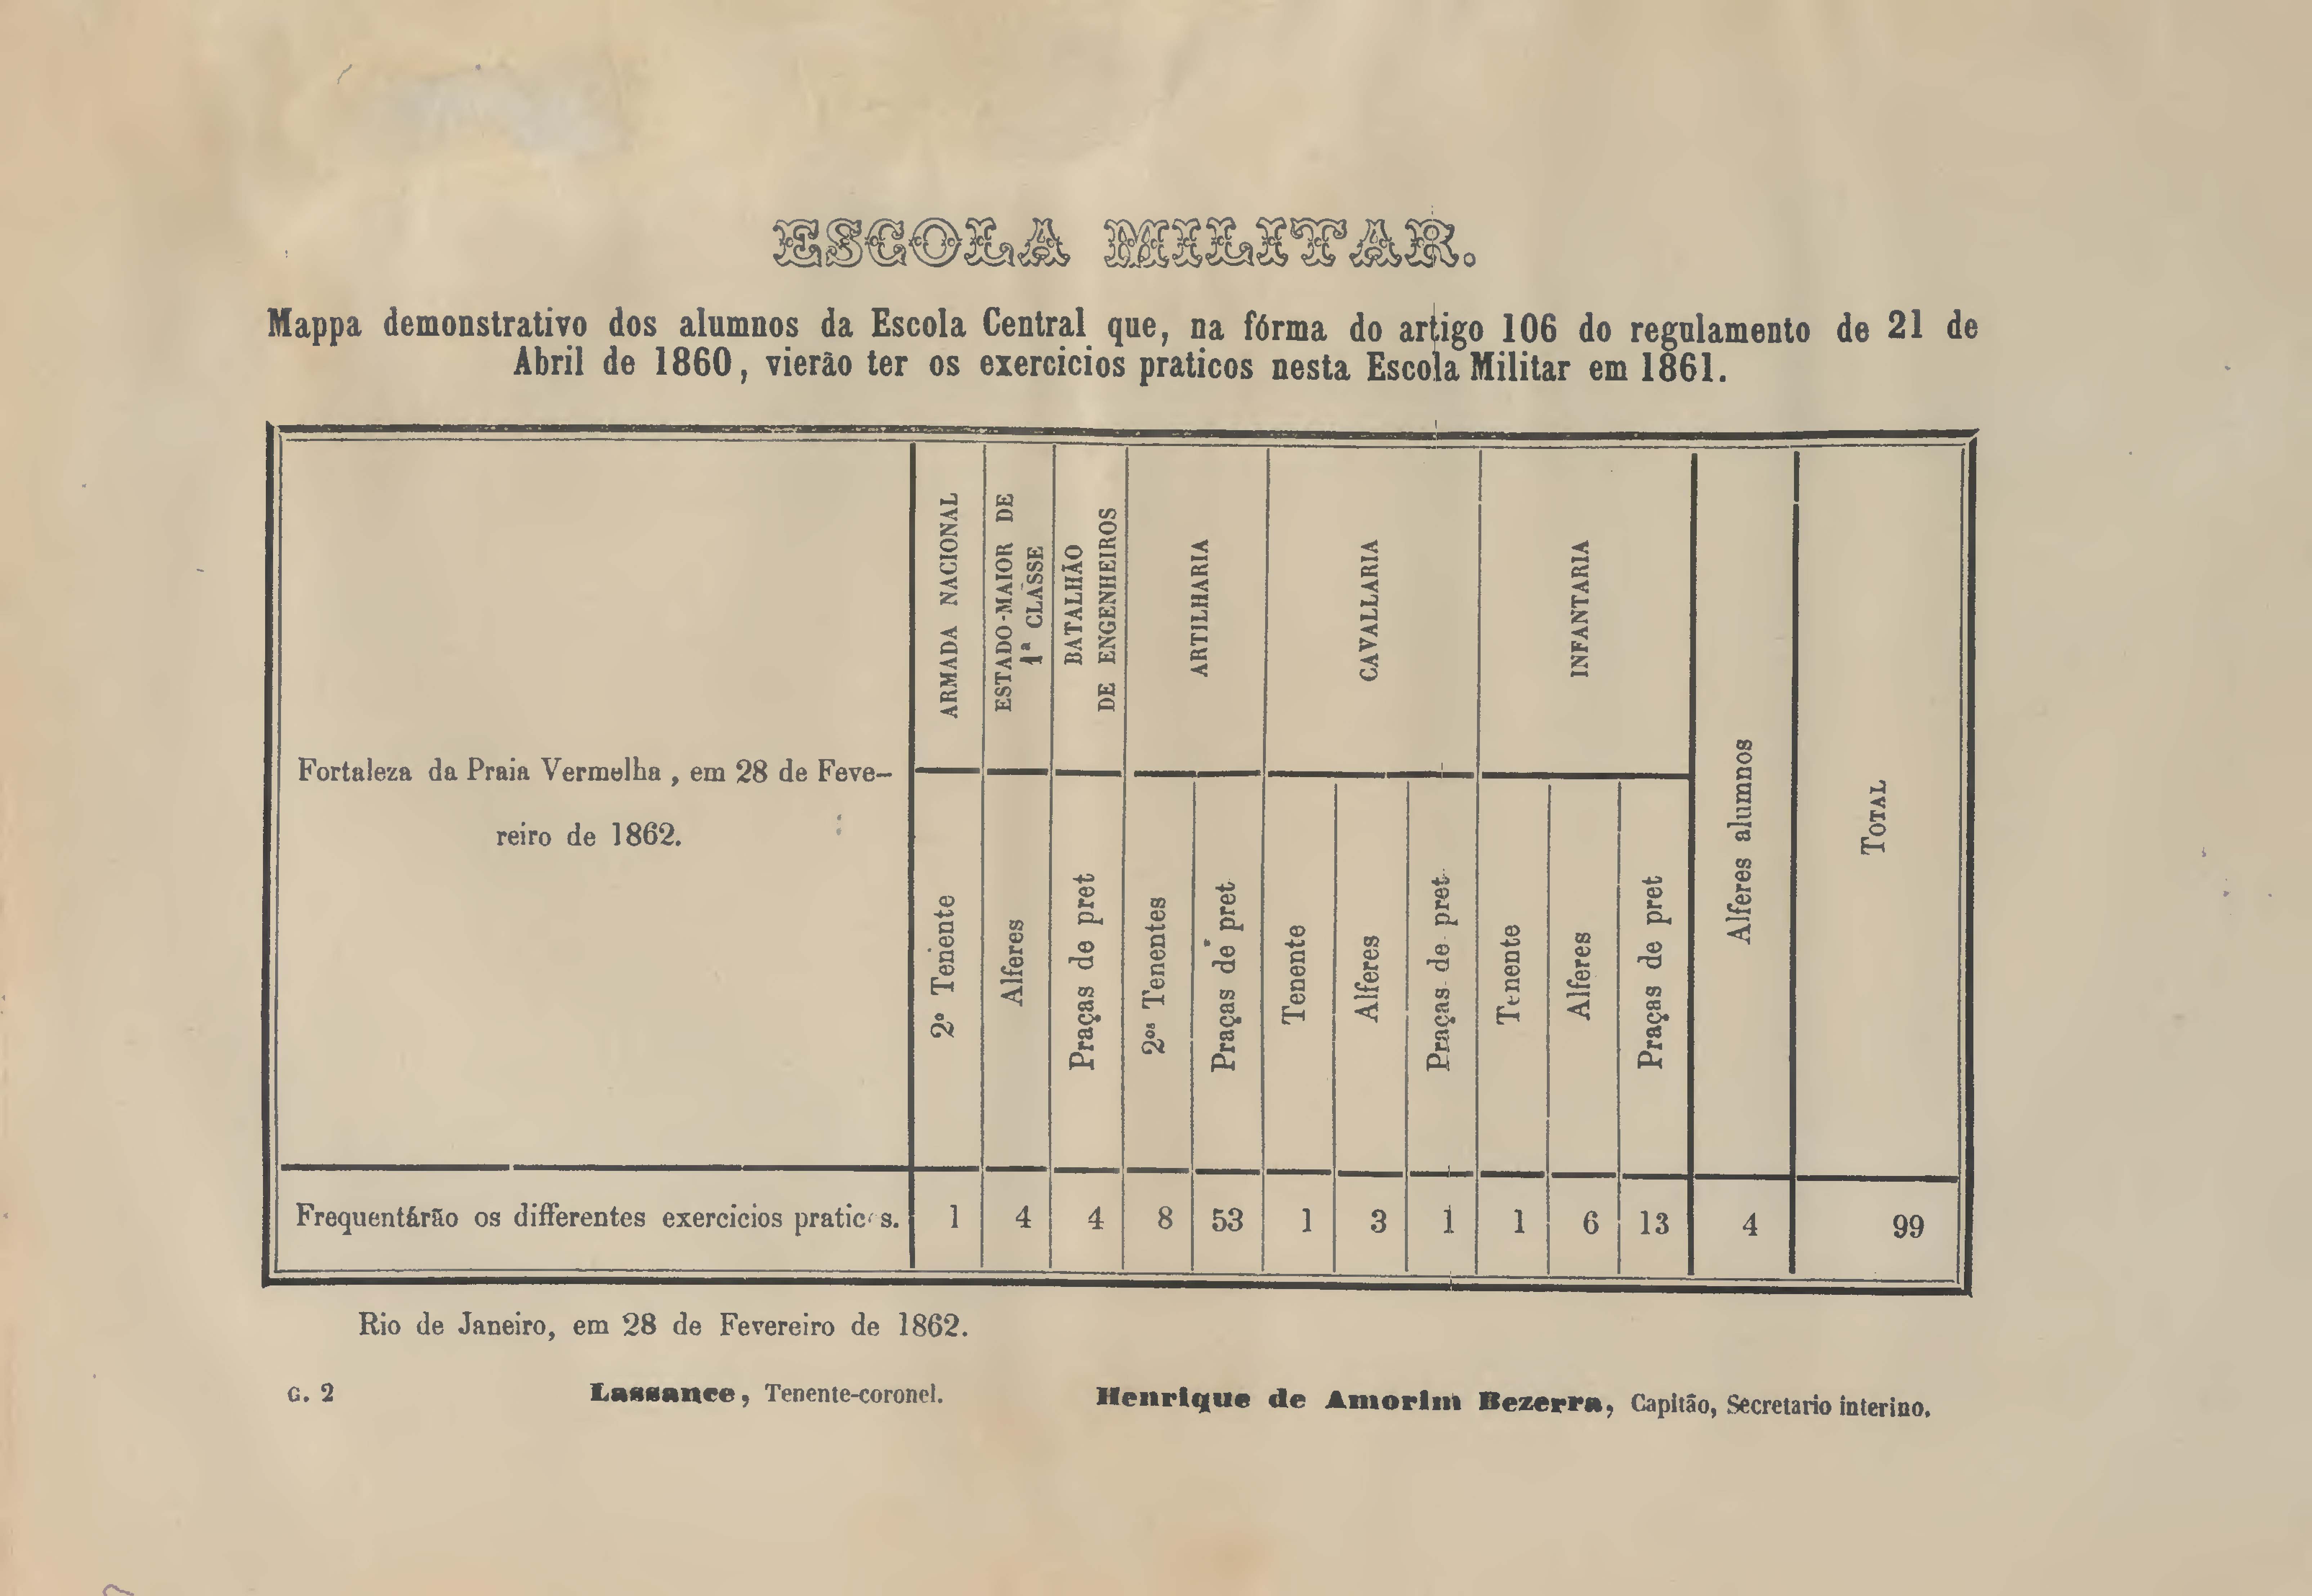 ESCOLA MILITAR.
Mappa demonstrativo dos alumnos da Escola Central que, na fórma do artigo 106 do regulamento de 21 de
Abril de 1860, vierão ter os exercicios praticos nesta Escola Militar em 1861.
Fortaleza da Praia Vermelha, em 28 de Feve-
reiro de 1862.
ARMADA NACIONAL
ESTADO-MAIOR DE
1ª CLASSE
BATALHÃO
DE ENGENHEIROS
ARTILHARIA
CAVALLARIA
INFANTARIA
2º Tenente
Alferes
Praças de pret
2ºs Tenentes
Praças de pret
Tenente
Alferes
Praças de pret
Tenente
Alferes
Praças de pret
Alferes alumnos
TOTAL
Frequentárão os differentes exercicios praticos. 1 4 4 8 53 1 3 1 1 6 13 4 99
Rio de Janeiro, em 28 de Fevereiro de 1862.
G. 2 Lassance, Tenente-coronel. Henrique de Amorim Bezerra, Capitão, Secretario interino.